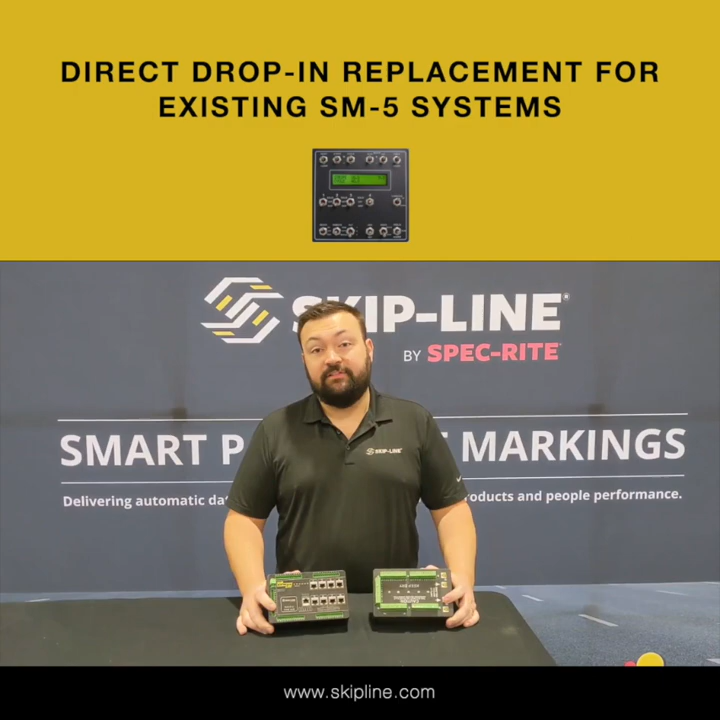 DIRECT DROP-IN REPLACEMENT FOR
EXISTING SM-5 SYSTEMS
SKIP-LINE®
BY SPEC-RITE
SMART P T MARKINGS
Delivering automatic da roducts and people performance.
SKIP-LINE
www.skipline.com